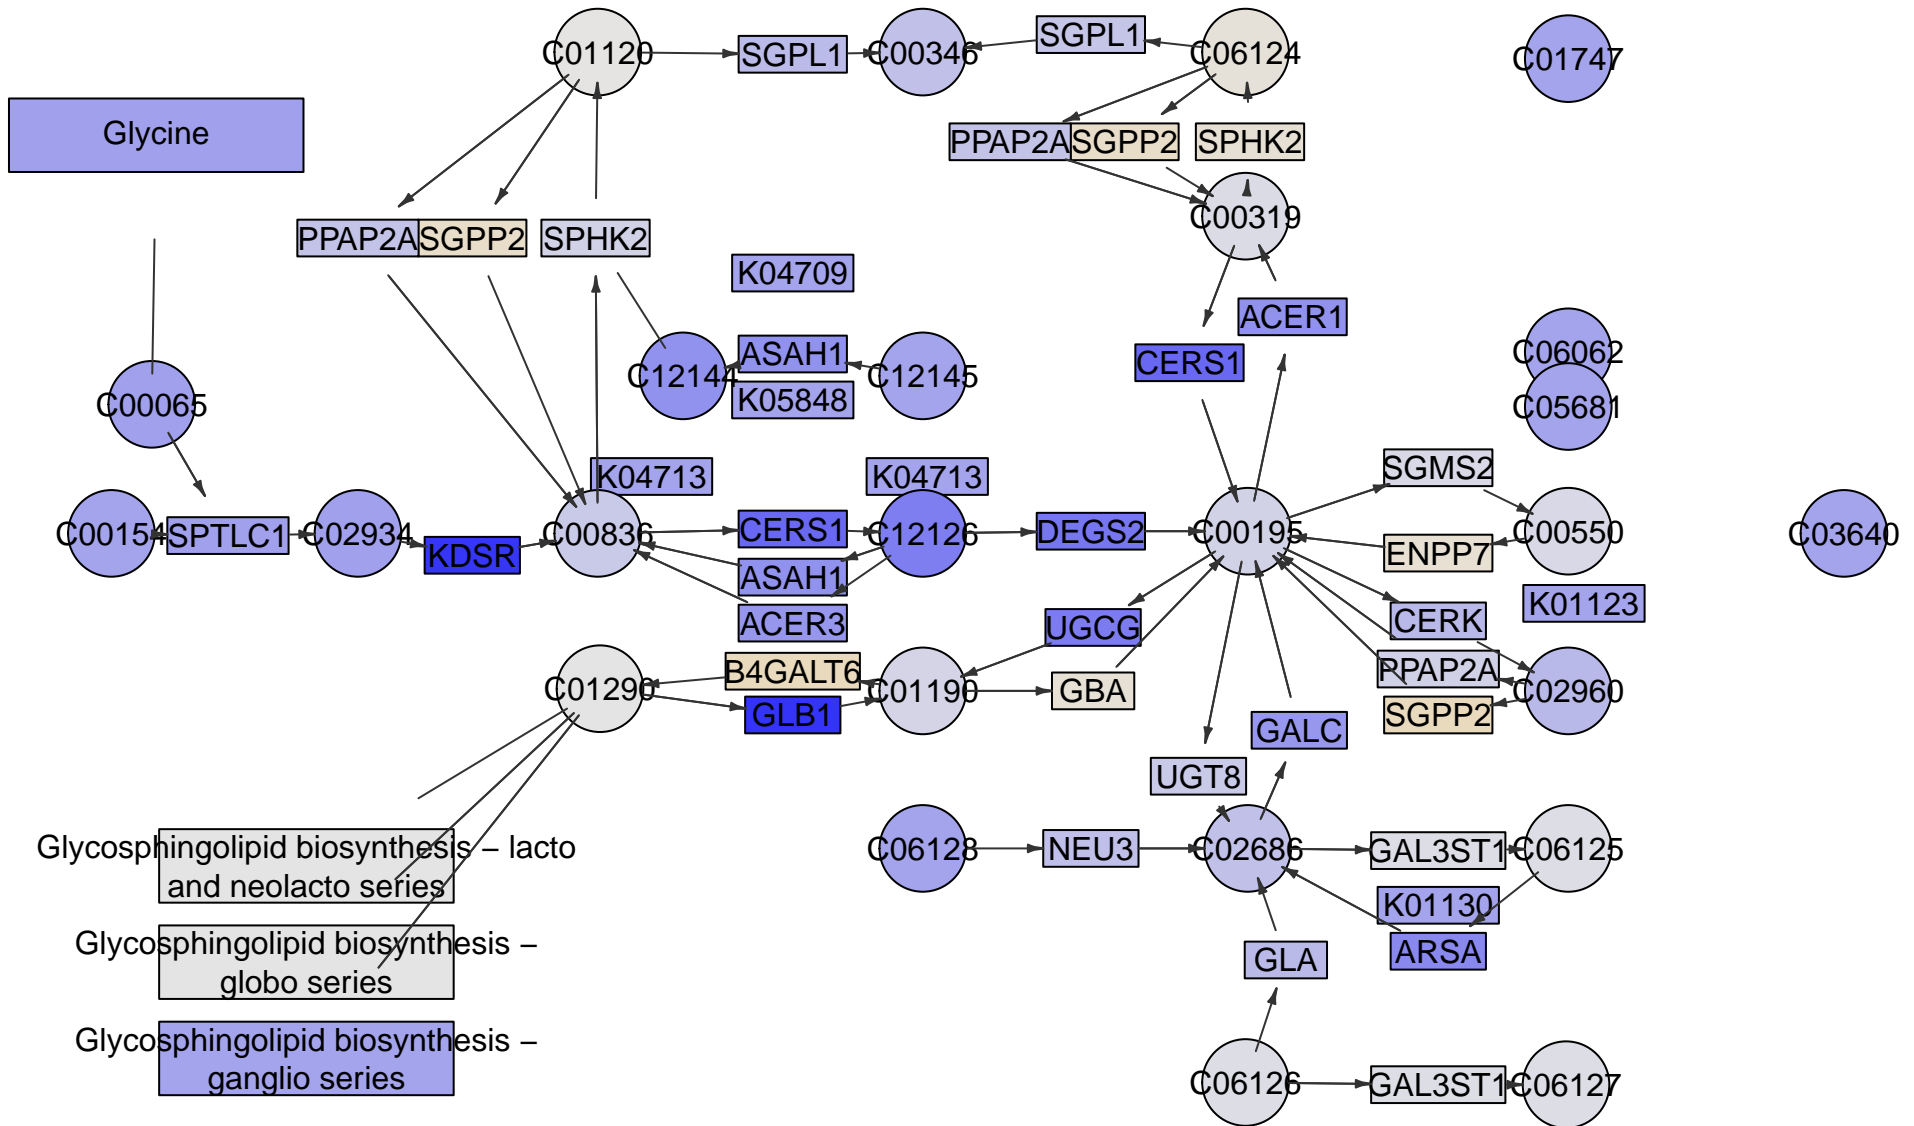 C01120
SGPL1
C00346
SGPL1
C06124
C01747
Glycine
PPAP2A
SGPP2
SPHK2
C00319
PPAP2A
SGPP2
SPHK2
K04709
ACER1
C06062
ASAH1
CERS1
C12144
C12145
K05848
C00065
C05681
K04713
K04713
SGMS2
C00154
SPTLC1
C02934
KDSR
C00836
CERS1
C12126
DEGS2
C00195
C00550
C03640
ENPP7
ASAH1
K01123
ACER3
UGCG
CERK
B4GALT6
PPAP2A
C01290
C01190
GBA
C02960
GLB1
SGPP2
GALC
UGT8
Glycosphingolipid biosynthesis – lacto
and neolacto series
C06128
NEU3
C02686
GAL3ST1
C06125
K01130
Glycosphingolipid biosynthesis –
globo series
GLA
ARSA
Glycosphingolipid biosynthesis –
ganglio series
C06126
GAL3ST1
C06127